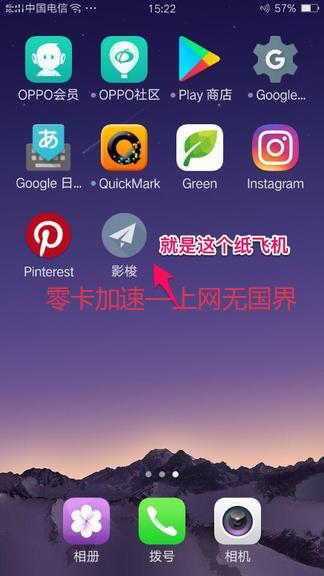 中国电信 15:22 57%
OPPO会员 OPPO社区 Play 商店 Google...
あ
Google 日... QuickMark Green Instagram
Pinterest 影梭
就是这个纸飞机
零卡加速—上网无国界
相册 拨号 相机